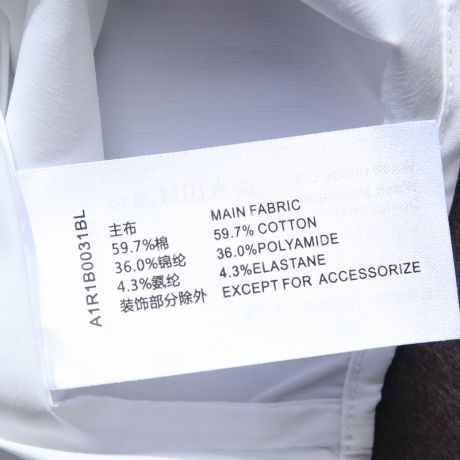 A1R1B0031BL
主布
59.7%棉
36.0%锦纶
4.3%氨纶
装饰部分除外
MAIN FABRIC
59.7% COTTON
36.0%POLYAMIDE
4.3%ELASTANE
EXCEPT FOR ACCESSORIZE